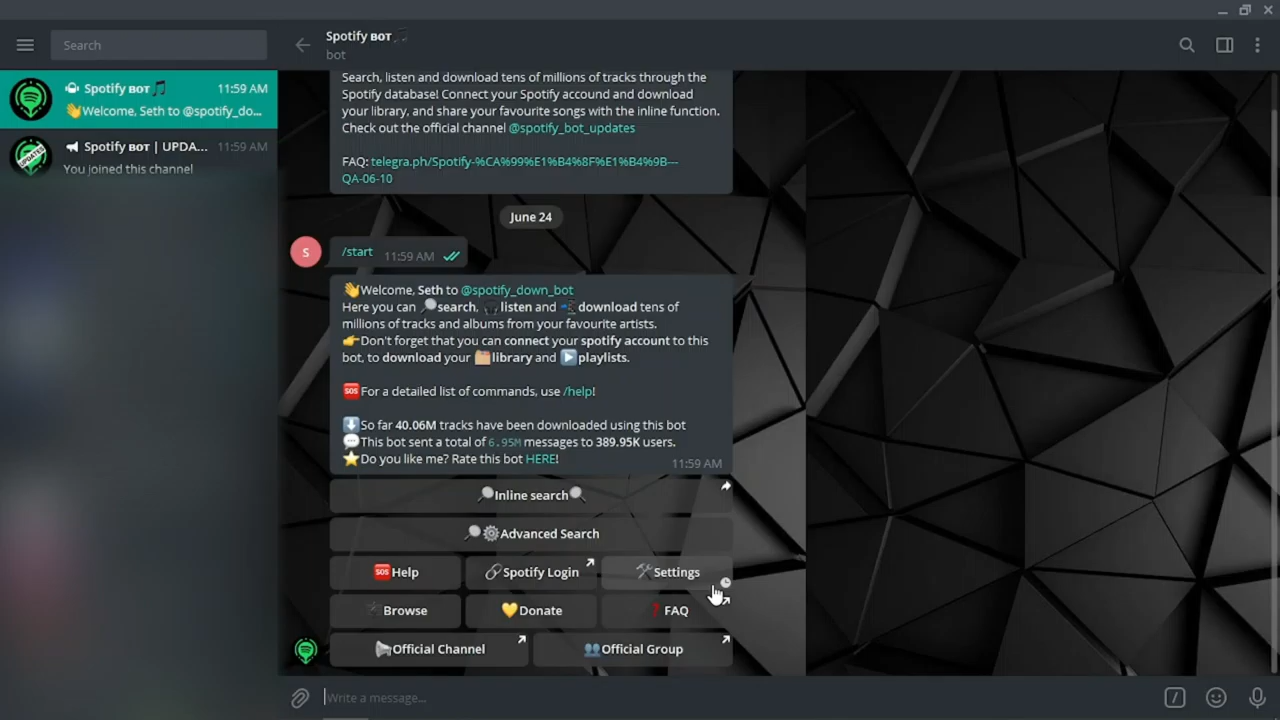 Search
Spotify ʙᴏᴛ🎵
bot
Spotify ʙᴏᴛ🎵 11:59 AM
👋Welcome, Seth to @spotify_do...
Spotify ʙᴏᴛ | UPDA... 11:59 AM
You joined this channel
UPDATES
Search, listen and download tens of millions of tracks through the
Spotify database! Connect your Spotify accound and download
your library, and share your favourite songs with the inline function.
Check out the official channel @spotify_bot_updates
FAQ: telegra.ph/Spotify-%CA%99%E1%B4%8F%E1%B4%9B---
QA-06-10
June 24
S
/start 11:59 AM
👋Welcome, Seth to @spotify_down_bot
Here you can 🔎search, 🎧listen and 📲download tens of
millions of tracks and albums from your favourite artists.
👉Don't forget that you can connect your spotify account to this
bot, to download your 🗂library and ▶️playlists.
🆘For a detailed list of commands, use /help!
⬇️So far 40.06M tracks have been downloaded using this bot
💬This bot sent a total of 6.95M messages to 389.95K users.
⭐Do you like me? Rate this bot HERE!
11:59 AM
🔎Inline search🔍
🔎⚙️Advanced Search
🆘Help 🔗Spotify Login 🛠Settings
Browse 💛Donate ❓FAQ
📢Official Channel 👥Official Group
Write a message...